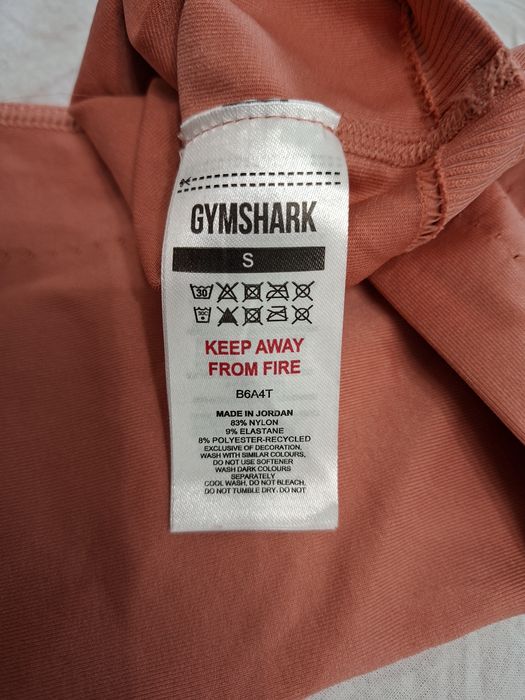 GYMSHARK
S
30
30C
KEEP AWAY
FROM FIRE
B6A4T
MADE IN JORDAN
83% NYLON
9% ELASTANE
8% POLYESTER-RECYCLED
EXCLUSIVE OF DECORATION,
WASH WITH SIMILAR COLOURS,
DO NOT USE SOFTENER
WASH DARK COLOURS
SEPARATELY
COOL WASH, DO NOT BLEACH,
DO NOT TUMBLE DRY. DO NOT